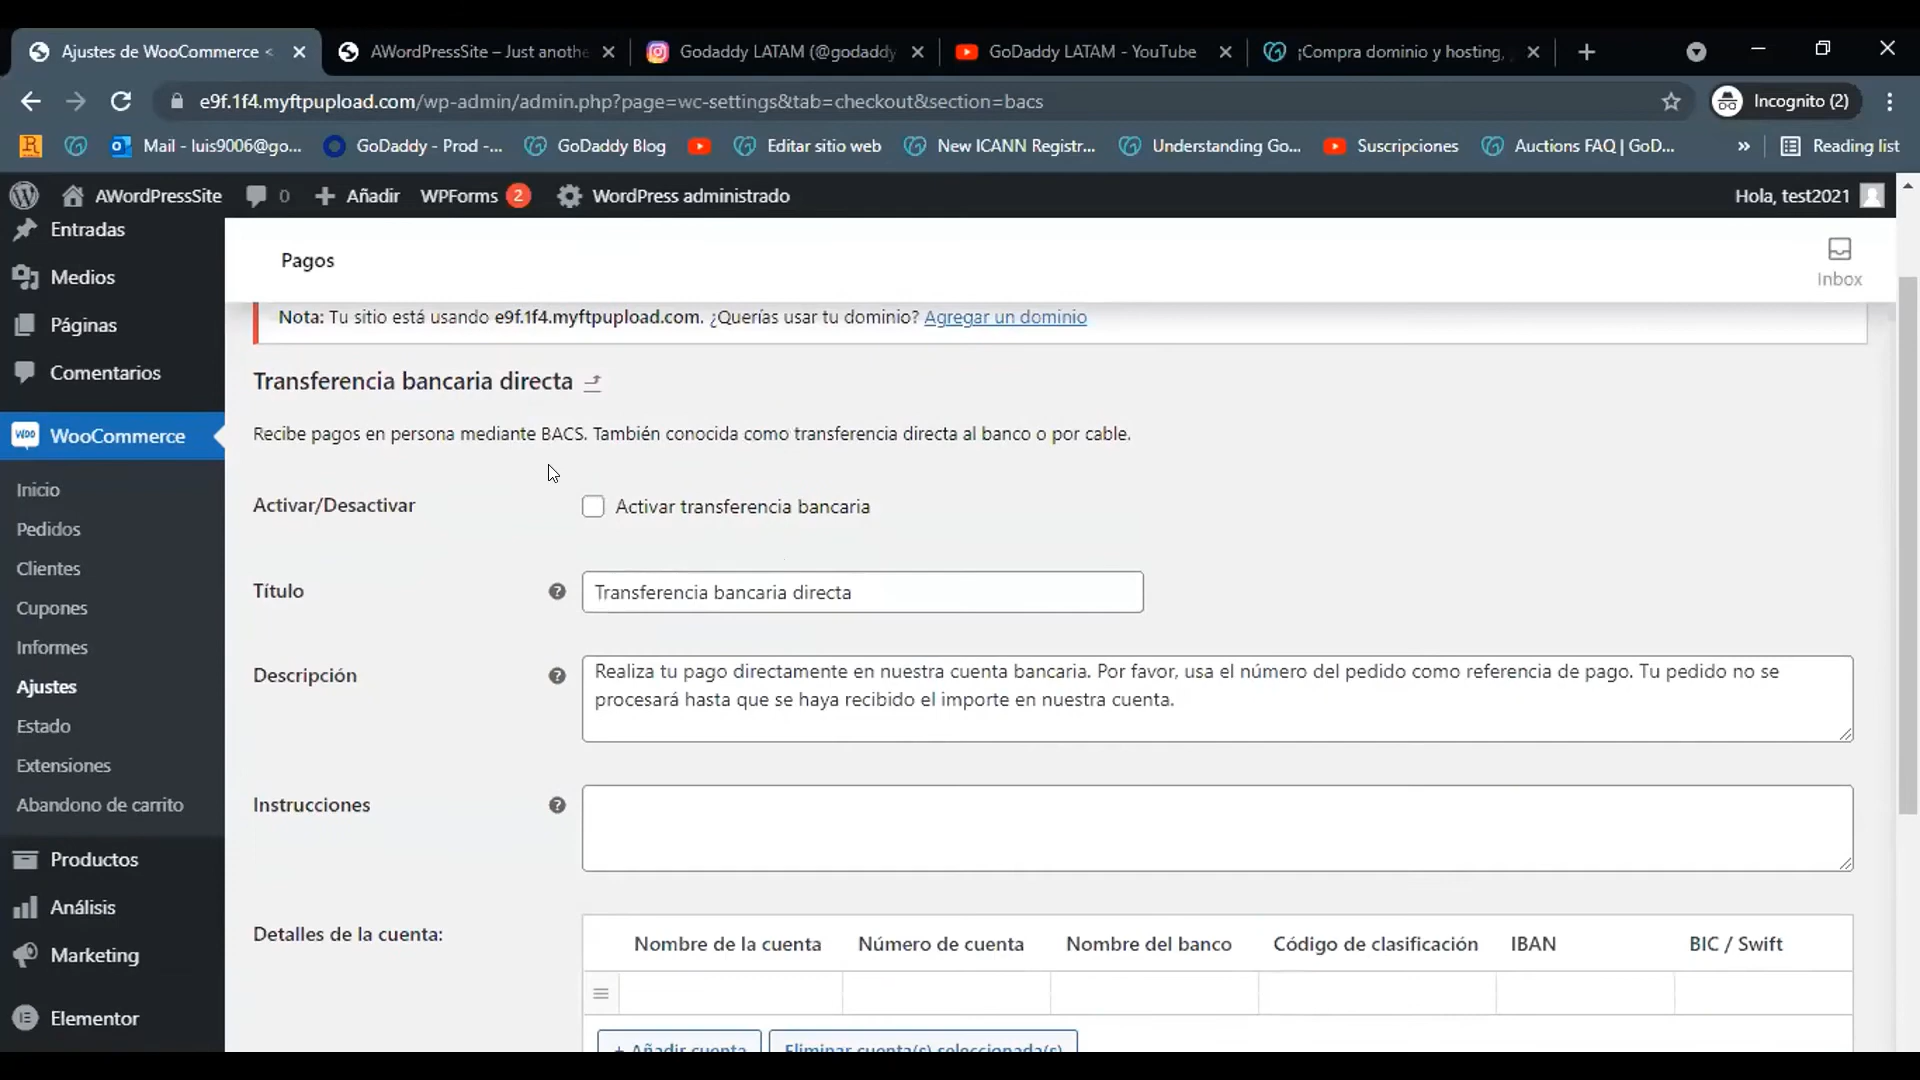 Ajustes de WooCommerce <
AWordPressSite – Just anothe
Godaddy LATAM (@godaddy
GoDaddy LATAM - YouTube
¡Compra dominio y hosting,
e9f.1f4.myftpupload.com/wp-admin/admin.php?page=wc-settings&tab=checkout&section=bacs
Incognito (2)
Mail - luis9006@go...
GoDaddy - Prod -...
GoDaddy Blog
Editar sitio web
New ICANN Registr...
Understanding Go...
Suscripciones
Auctions FAQ | GoD...
»
Reading list
AWordPressSite
0
Añadir
WPForms 2
WordPress administrado
Hola, test2021
Entradas
Medios
Páginas
Comentarios
WooCommerce
Inicio
Pedidos
Clientes
Cupones
Informes
Ajustes
Estado
Extensiones
Abandono de carrito
Productos
Análisis
Marketing
Elementor
Pagos
Inbox
Nota: Tu sitio está usando e9f.1f4.myftpupload.com. ¿Querías usar tu dominio? Agregar un dominio
Transferencia bancaria directa
Recibe pagos en persona mediante BACS. También conocida como transferencia directa al banco o por cable.
Activar/Desactivar
Activar transferencia bancaria
Título
Transferencia bancaria directa
Descripción
Realiza tu pago directamente en nuestra cuenta bancaria. Por favor, usa el número del pedido como referencia de pago. Tu pedido no se
procesará hasta que se haya recibido el importe en nuestra cuenta.
Instrucciones
Detalles de la cuenta:
Nombre de la cuenta
Número de cuenta
Nombre del banco
Código de clasificación
IBAN
BIC / Swift
+ Añadir cuenta
Eliminar cuenta(s) seleccionada(s)